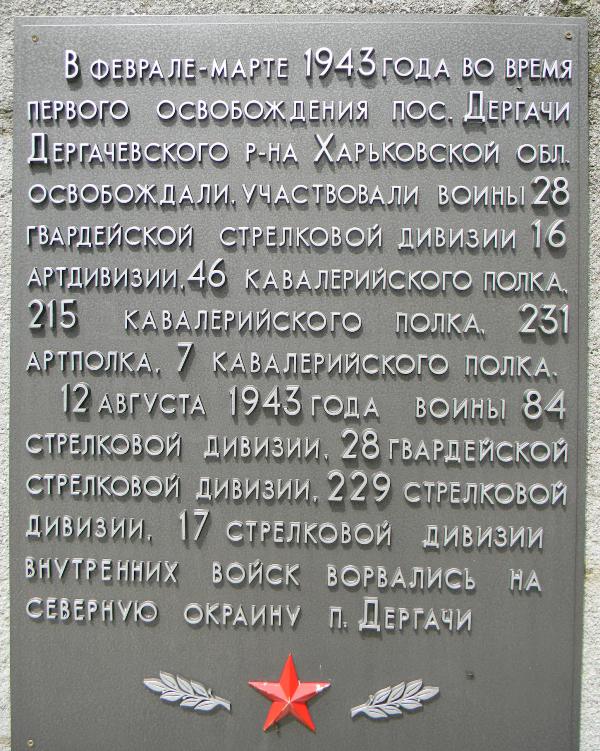 В ФЕВРАЛЕ-МАРТЕ 1943 ГОДА ВО ВРЕМЯ
ПЕРВОГО ОСВОБОЖДЕНИЯ ПОС. ДЕРГАЧИ
ДЕРГАЧЕВСКОГО Р-НА ХАРЬКОВСКОЙ ОБЛ.
ОСВОБОЖДАЛИ, УЧАСТВОВАЛИ ВОИНЫ 28
ГВАРДЕЙСКОЙ СТРЕЛКОВОЙ ДИВИЗИИ 16
АРТДИВИЗИИ, 46 КАВАЛЕРИЙСКОГО ПОЛКА,
215 КАВАЛЕРИЙСКОГО ПОЛКА, 231
АРТПОЛКА, 7 КАВАЛЕРИЙСКОГО ПОЛКА.
12 АВГУСТА 1943 ГОДА ВОИНЫ 84
СТРЕЛКОВОЙ ДИВИЗИИ, 28 ГВАРДЕЙСКОЙ
СТРЕЛКОВОЙ ДИВИЗИИ, 229 СТРЕЛКОВОЙ
ДИВИЗИИ, 17 СТРЕЛКОВОЙ ДИВИЗИИ
ВНУТРЕННИХ ВОЙСК ВОРВАЛИСЬ НА
СЕВЕРНУЮ ОКРАИНУ П. ДЕРГАЧИ